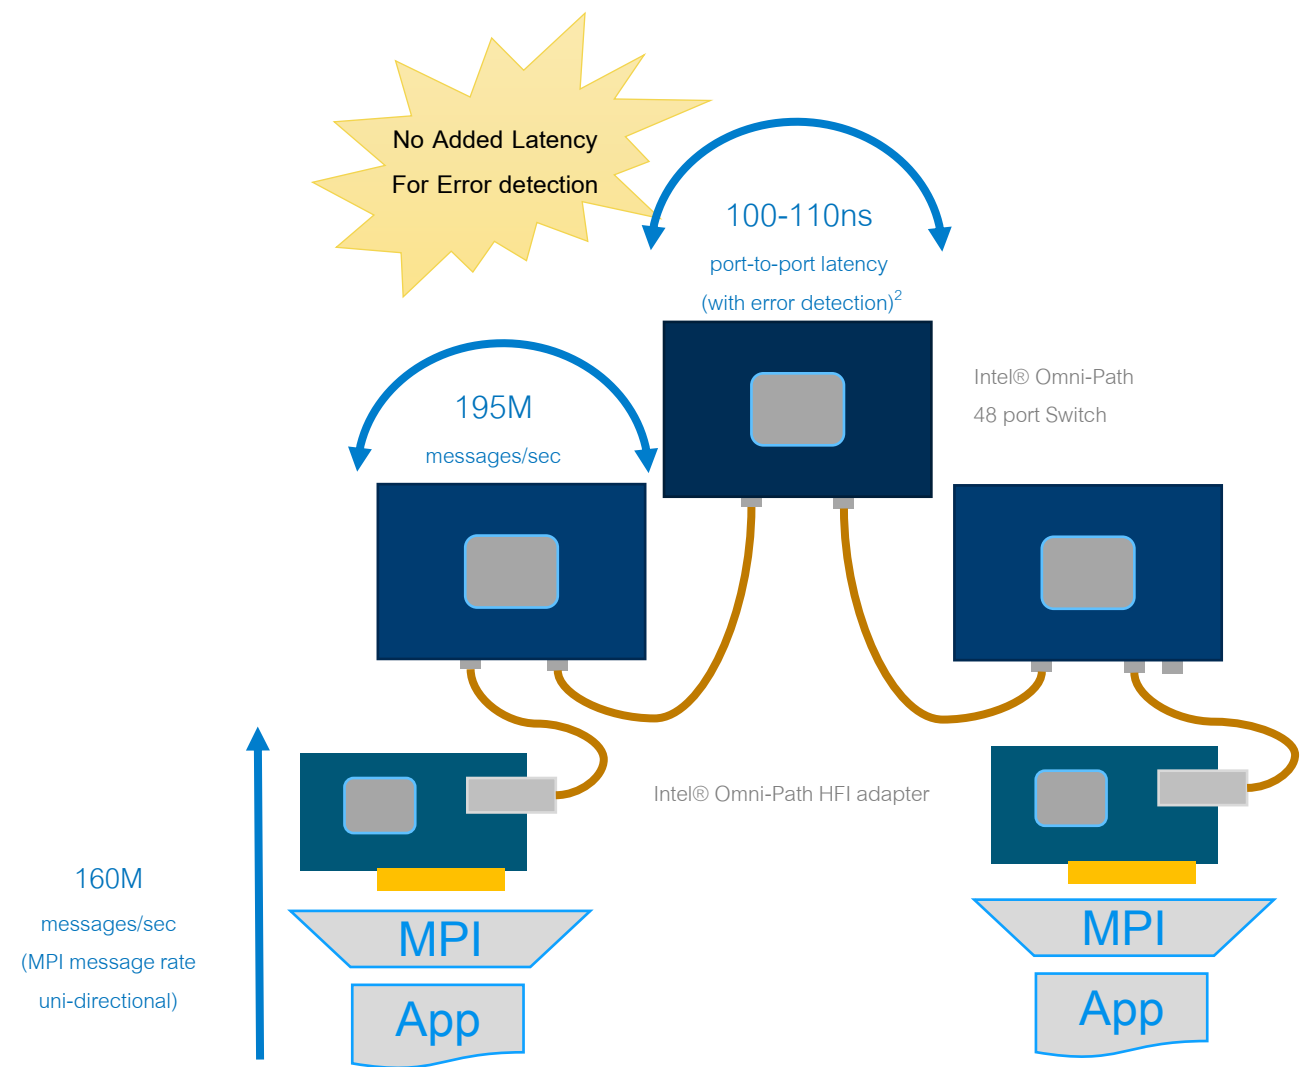 No Added Latency
For Error detection
100-110ns
port-to-port latency
(with error detection)2
195M
messages/sec
Intel® Omni-Path
48 port Switch
Intel® Omni-Path HFI adapter
160M
messages/sec
(MPI message rate
uni-directional)
MPI
App
MPI
App